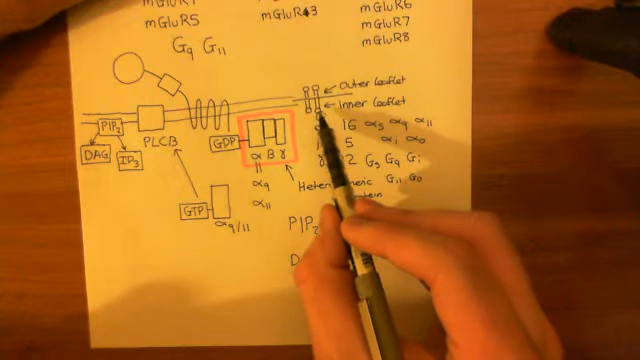 mGluR5
mGluR43
mGluR6
mGluR7
mGluR8
Gq G11
Outer leaflet
Inner leaflet
PIP2
DAG
IP3
PLCB
GDP
α β γ
αq
α11
GTP
αq/11
16 αs αq α11
5 αi αo
γ 2 Gs Gq Gi
G11 Go
PIP2
D